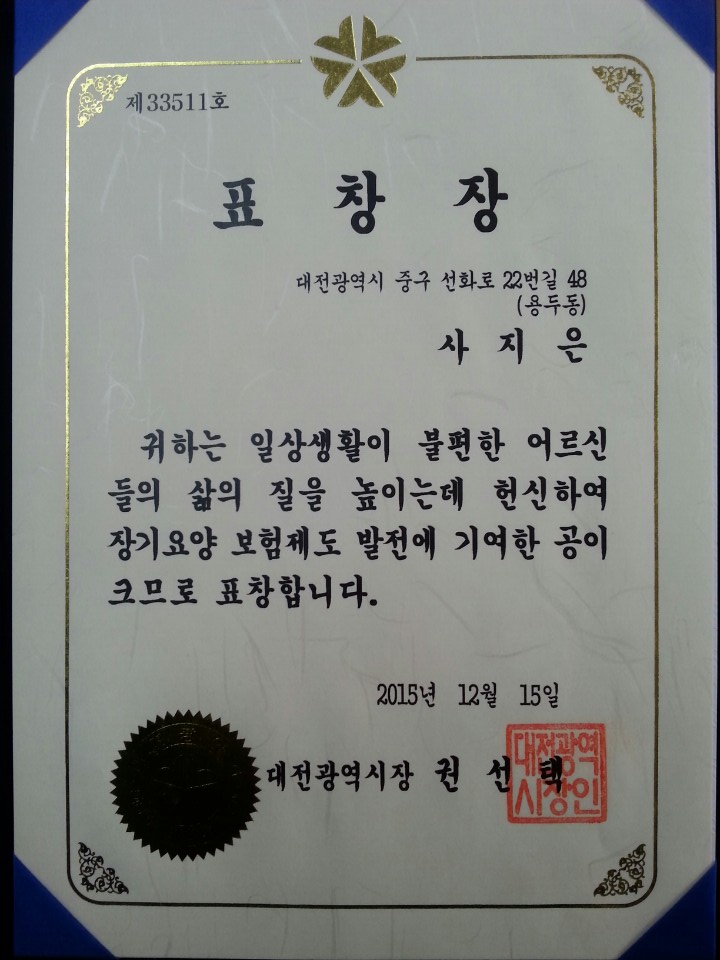 제33511호
표 창 장
대전광역시 중구 선화로 22번길 48
(용두동)
사 지 은
귀하는 일상생활이 불편한 어르신
들의 삶의 질을 높이는데 헌신하여
장기요양 보험제도 발전에 기여한 공이
크므로 표창합니다.
2015년 12월 15일
대전광역시장 권 선 택
대전광역
시장인